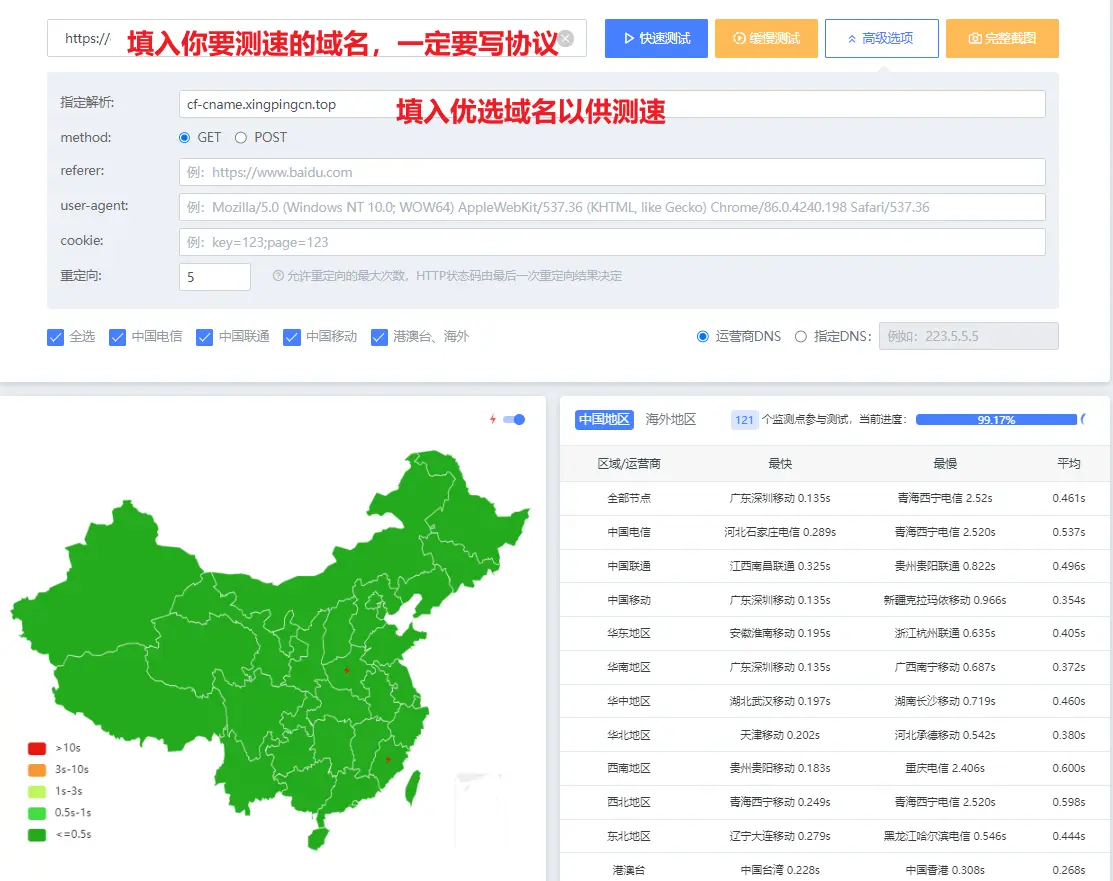 https:// 填入你要测速的域名，一定要写协议 快速测试 缓慢测试 高级选项 完整截图
指定解析: cf-cname.xingpingcn.top 填入优选域名以供测速
method: GET POST
referer: 例：https://www.baidu.com
user-agent: 例：Mozilla/5.0 (Windows NT 10.0; WOW64) AppleWebKit/537.36 (KHTML, like Gecko) Chrome/86.0.4240.198 Safari/537.36
cookie: 例：key=123;page=123
重定向: 5 允许重定向的最大次数，HTTP状态码由最后一次重定向结果决定
全选 中国电信 中国联通 中国移动 港澳台、海外 运营商DNS 指定DNS： 例如：223.5.5.5
>10s
3s-10s
1s-3s
0.5s-1s
<=0.5s
中国地区 海外地区 121 个监测点参与测试，当前进度： 99.17%
区域/运营商 最快 最慢 平均
全部节点 广东深圳移动 0.135s 青海西宁电信 2.52s 0.461s
中国电信 河北石家庄电信 0.289s 青海西宁电信 2.520s 0.537s
中国联通 江西南昌联通 0.325s 贵州贵阳联通 0.822s 0.496s
中国移动 广东深圳移动 0.135s 新疆克拉玛依移动 0.966s 0.354s
华东地区 安徽淮南移动 0.195s 浙江杭州联通 0.635s 0.405s
华南地区 广东深圳移动 0.135s 广西南宁移动 0.687s 0.372s
华中地区 湖北武汉移动 0.197s 湖南长沙移动 0.719s 0.460s
华北地区 天津移动 0.202s 河北承德移动 0.542s 0.380s
西南地区 贵州贵阳移动 0.183s 重庆电信 2.406s 0.600s
西北地区 青海西宁移动 0.249s 青海西宁电信 2.520s 0.598s
东北地区 辽宁大连移动 0.279s 黑龙江哈尔滨电信 0.546s 0.444s
港澳台 中国台湾 0.228s 中国香港 0.308s 0.268s